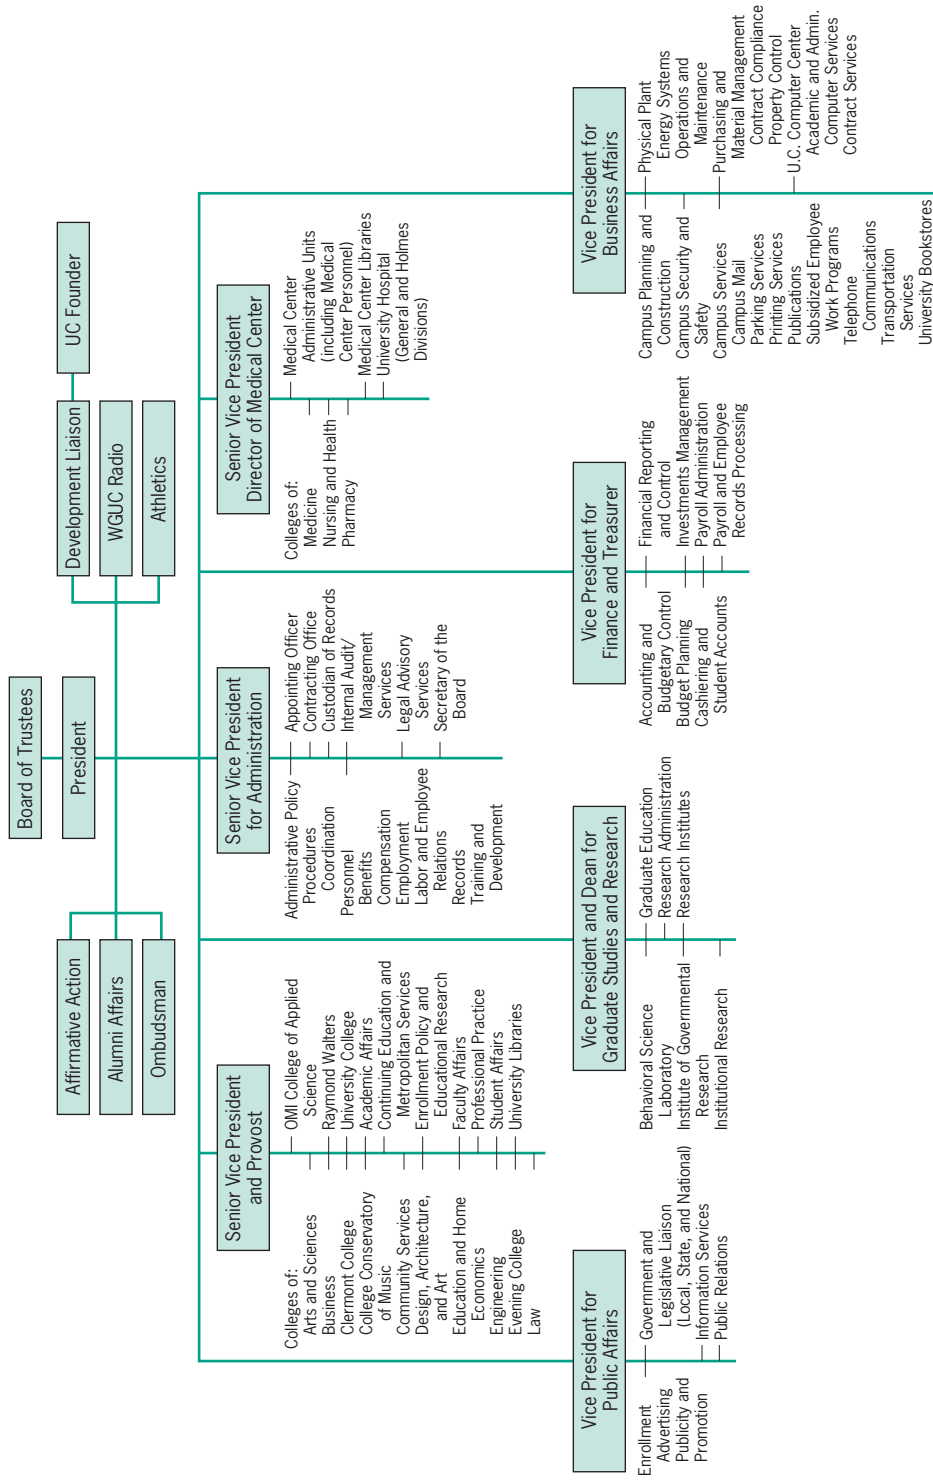 Board of Trustees
President
Affirmative Action
Alumni Affairs
Ombudsman
Development Liaison
UC Founder
WGUC Radio
Athletics
Senior Vice President
and Provost
Colleges of:
Arts and Sciences
Business
Clermont College
College Conservatory
of Music
Community Services
Design, Architecture,
and Art
Education and Home
Economics
Engineering
Evening College
Law
OMI College of Applied
Science
Raymond Walters
University College
Academic Affairs
Continuing Education and
Metropolitan Services
Enrollment Policy and
Educational Research
Faculty Affairs
Professional Practice
Student Affairs
University Libraries
Senior Vice President
for Administration
Administrative Policy
Procedures
Coordination
Personnel
Benefits
Compensation
Employment
Labor and Employee
Relations
Records
Training and
Development
Appointing Officer
Contracting Office
Custodian of Records
Internal Audit/
Management
Services
Legal Advisory
Services
Secretary of the
Board
Senior Vice President
Director of Medical Center
Colleges of:
Medicine
Nursing and Health
Pharmacy
Medical Center
Administrative Units
(including Medical
Center Personnel)
Medical Center Libraries
University Hospital
(General and Holmes
Divisions)
Vice President for
Public Affairs
Enrollment
Advertising
Publicity and
Promotion
Government and
Legislative Liaison
(Local, State, and National)
Information Services
Public Relations
Vice President and Dean for
Graduate Studies and Research
Behavioral Science
Laboratory
Institute of Governmental
Research
Institutional Research
Graduate Education
Research Administration
Research Institutes
Vice President for
Finance and Treasurer
Accounting and
Budgetary Control
Budget Planning
Cashiering and
Student Accounts
Financial Reporting
and Control
Investments Management
Payroll Administration
Payroll and Employee
Records Processing
Vice President for
Business Affairs
Campus Planning and
Construction
Campus Security and
Safety
Campus Services
Campus Mail
Parking Services
Printing Services
Publications
Subsidized Employee
Work Programs
Telephone
Communications
Transportation
Services
University Bookstores
Physical Plant
Energy Systems
Operations and
Maintenance
Purchasing and
Material Management
Contract Compliance
Property Control
U.C. Computer Center
Academic and Admin.
Computer Services
Contract Services